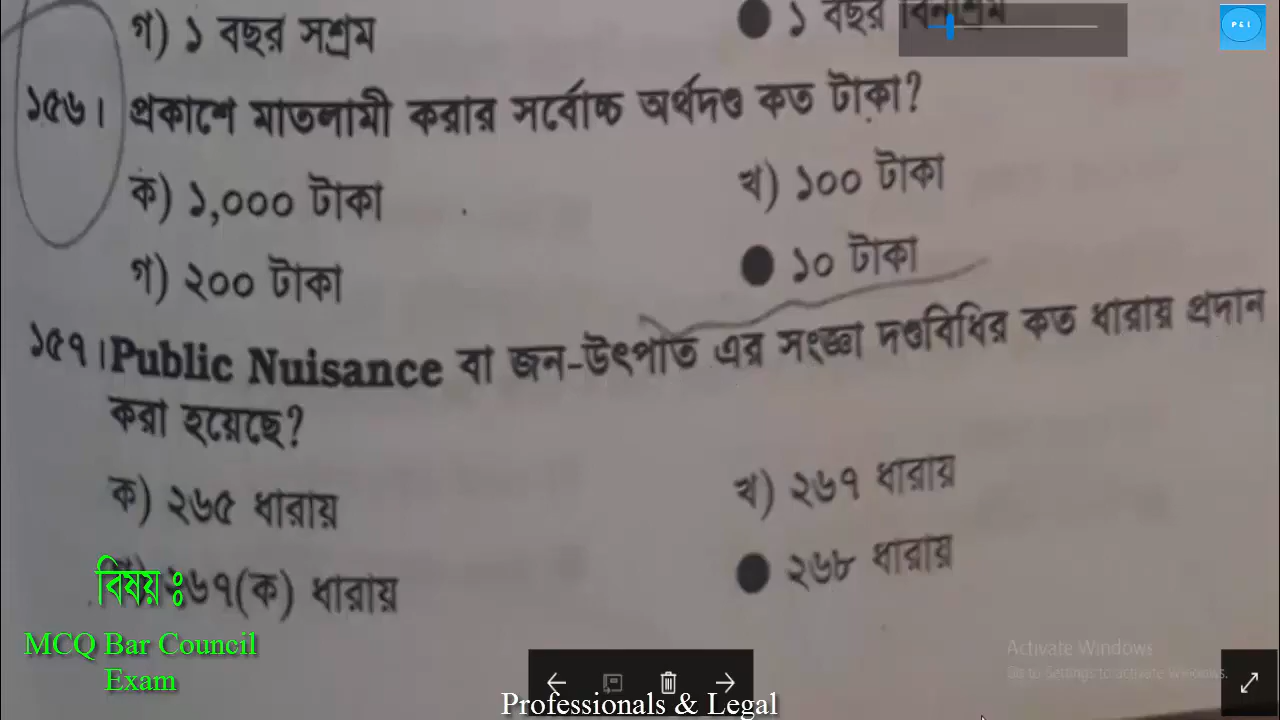 গ) ১ বছর সশ্রম
১ বছর বিনাশ্রম
P & L
১৫৬। প্রকাশে মাতলামী করার সর্বোচ্চ অর্থদণ্ড কত টাকা?
ক) ১,০০০ টাকা
খ) ১০০ টাকা
গ) ২০০ টাকা
১০ টাকা
১৫৭। Public Nuisance বা জন-উৎপাত এর সংজ্ঞা দণ্ডবিধির কত ধারায় প্রদান
করা হয়েছে?
ক) ২৬৫ ধারায়
খ) ২৬৭ ধারায়
২৬৭(ক) ধারায়
২৬৮ ধারায়
বিষয় ঃ
MCQ Bar Council
Exam
Activate Windows
Go to Settings to activate Windows.
Professionals & Legal